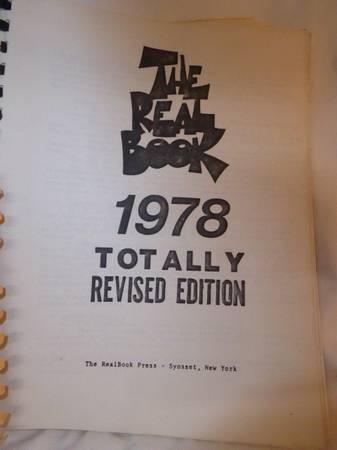 THE
REAL
BOOK
1978
TOTALLY
REVISED EDITION
The RealBook Press - Syosset, New York